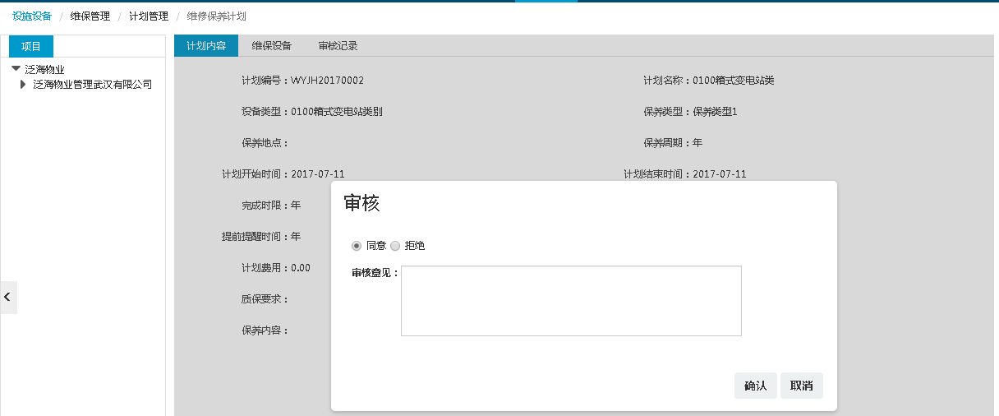 设施设备 / 维保管理 / 计划管理 / 维修保养计划
项目
泛海物业
泛海物业管理武汉有限公司
计划内容 维保设备 审核记录
计划编号：WYJH20170002 计划名称：0100箱式变电站类
设备类型：0100箱式变电站类别 保养类型：保养类型1
保养地点： 保养周期：年
计划开始时间：2017-07-11 计划结束时间：2017-07-11
完成时限：年
提前提醒时间：年
计划费用：0.00
质保要求：
保养内容：
审核
同意 拒绝
审核意见：
确认 取消